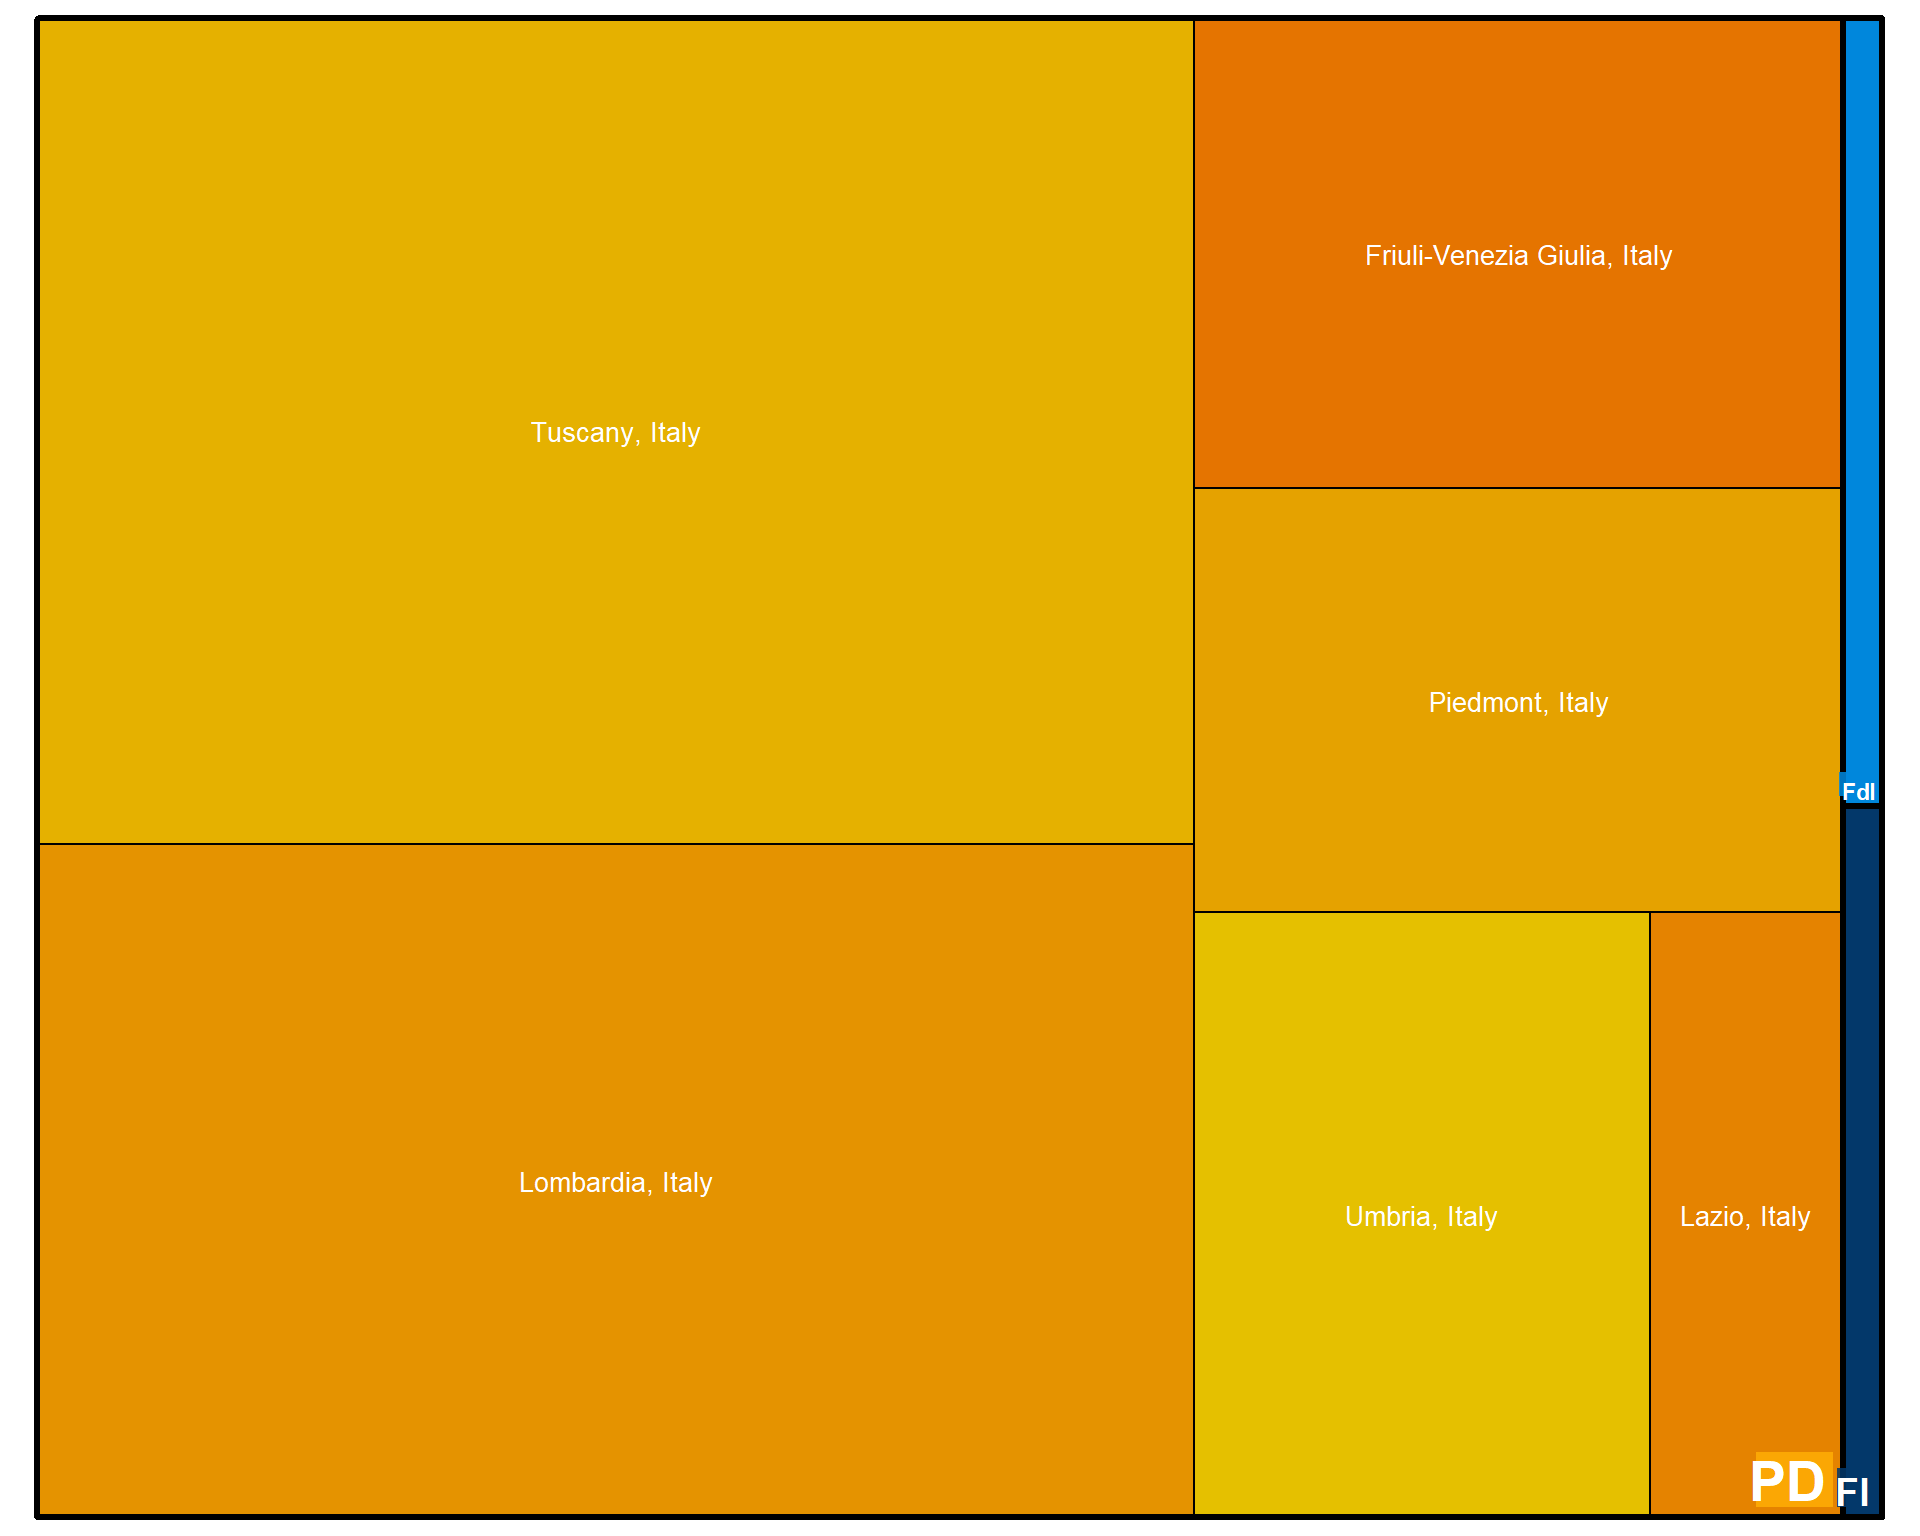 Tuscany, Italy
Friuli-Venezia Giulia, Italy
Piedmont, Italy
FdI
Lombardia, Italy
Umbria, Italy
Lazio, Italy
PD
FI